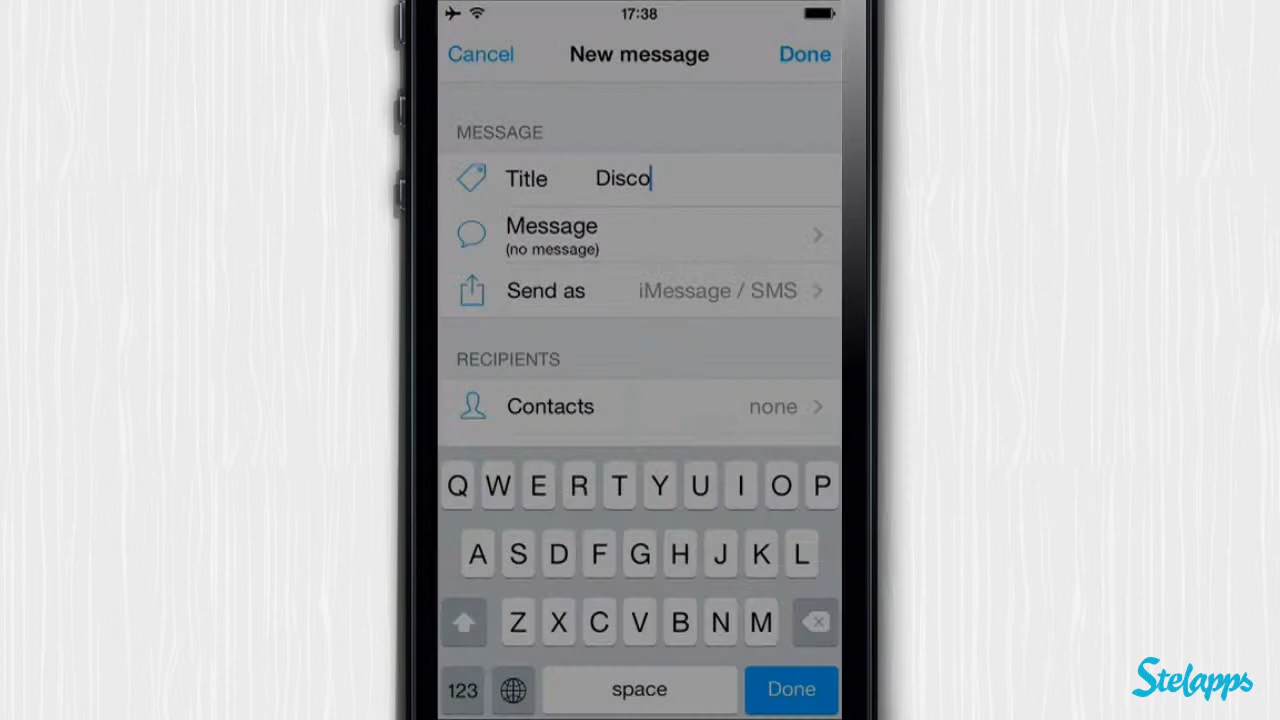 17:38
Cancel New message Done
MESSAGE
Title Disco
Message
(no message)
Send as iMessage / SMS
RECIPIENTS
Contacts none
Q W E R T Y U I O P
A S D F G H J K L
Z X C V B N M
123 space Done
Stelapps